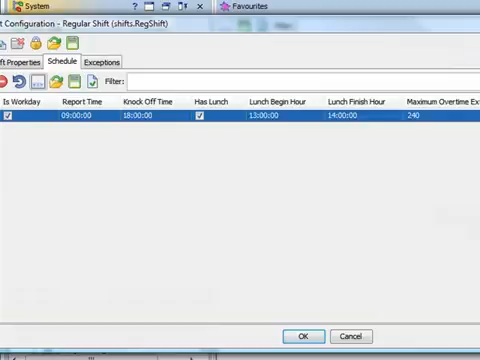 System
?
Favourites
t Configuration - Regular Shift (shifts.RegShift)
ft Properties Schedule Exceptions
Filter:
Is Workday Report Time Knock Off Time Has Lunch Lunch Begin Hour Lunch Finish Hour Maximum Overtime Ex
09:00:00 18:00:00 13:00:00 14:00:00 240
OK Cancel